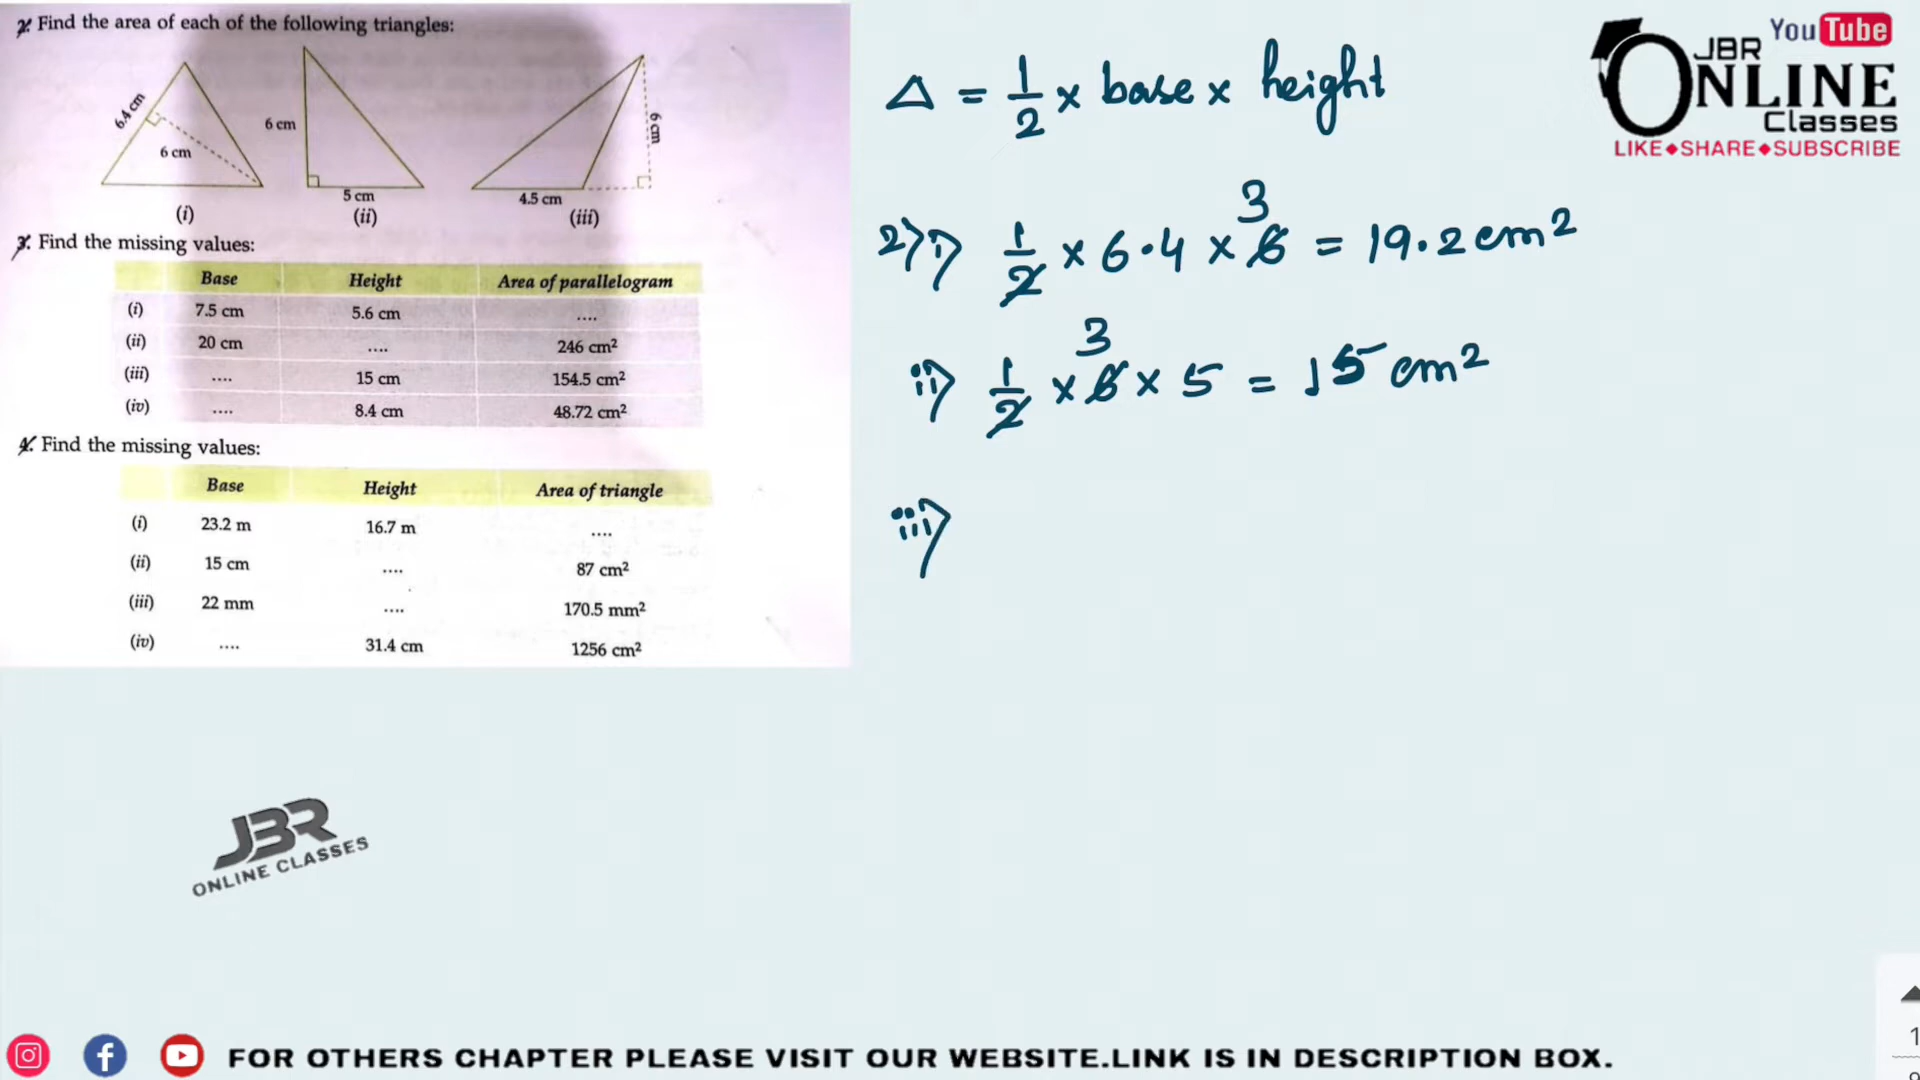 2. Find the area of each of the following triangles:
6.4 cm
6 cm
(i)
6 cm
5 cm
(ii)
6 cm
4.5 cm
(iii)
3. Find the missing values:
Base Height Area of parallelogram
(i) 7.5 cm 5.6 cm ....
(ii) 20 cm .... 246 cm²
(iii) .... 15 cm 154.5 cm²
(iv) .... 8.4 cm 48.72 cm²
4. Find the missing values:
Base Height Area of triangle
(i) 23.2 m 16.7 m ....
(ii) 15 cm .... 87 cm²
(iii) 22 mm .... 170.5 mm²
(iv) .... 31.4 cm 1256 cm²
Δ = 1/2 × base × height
2) i) 1/2 × 6.4 × 6 3 = 19.2 cm²
ii) 1/2 × 6 3 × 5 = 15 cm²
iii)
YouTube
JBR
ONLINE
Classes
LIKE◆SHARE◆SUBSCRIBE
JBR
ONLINE CLASSES
FOR OTHERS CHAPTER PLEASE VISIT OUR WEBSITE.LINK IS IN DESCRIPTION BOX.
1